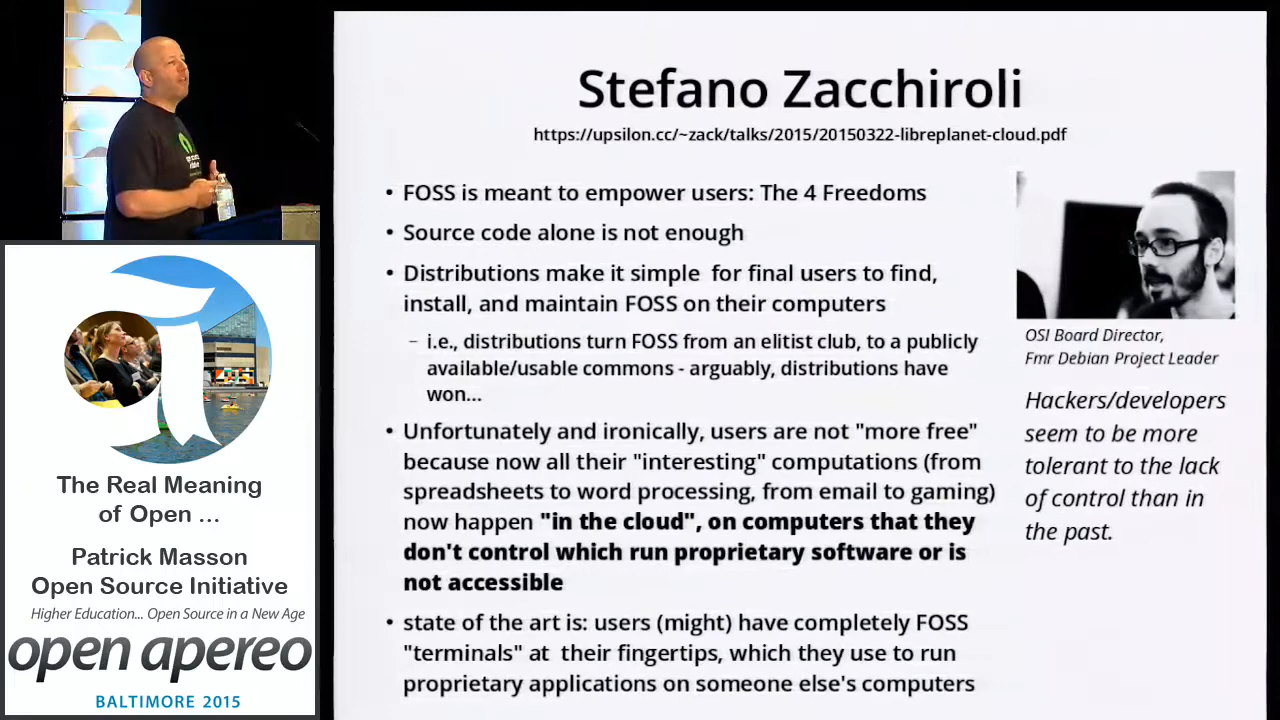 Stefano Zacchiroli
https://upsilon.cc/~zack/talks/2015/20150322-libreplanet-cloud.pdf
• FOSS is meant to empower users: The 4 Freedoms
• Source code alone is not enough
• Distributions make it simple for final users to find,
install, and maintain FOSS on their computers
– i.e., distributions turn FOSS from an elitist club, to a publicly
available/usable commons - arguably, distributions have
won...
• Unfortunately and ironically, users are not "more free"
because now all their "interesting" computations (from
spreadsheets to word processing, from email to gaming)
now happen "in the cloud", on computers that they
don't control which run proprietary software or is
not accessible
• state of the art is: users (might) have completely FOSS
"terminals" at their fingertips, which they use to run
proprietary applications on someone else's computers
OSI Board Director,
Fmr Debian Project Leader
Hackers/developers
seem to be more
tolerant to the lack
of control than in
the past.
The Real Meaning
of Open ...
Patrick Masson
Open Source Initiative
Higher Education... Open Source in a New Age
open apereo
BALTIMORE 2015